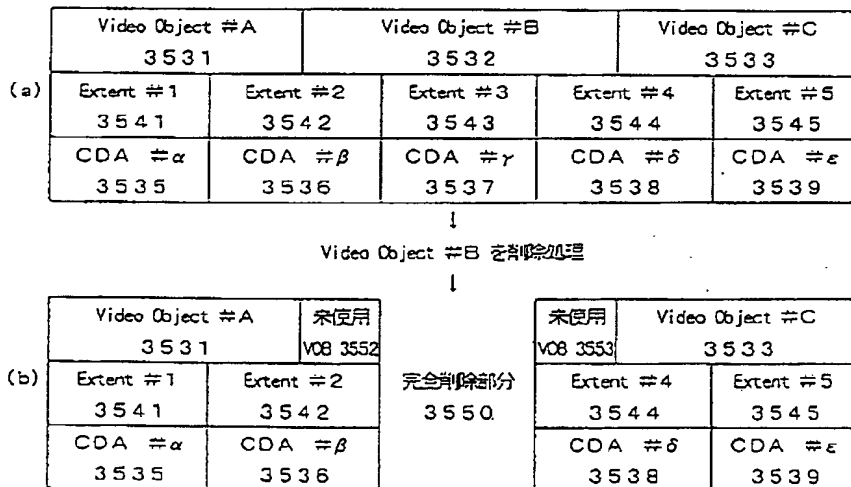 (a)
Video Object #A Video Object #B Video Object #C
3531 3532 3533
Extent #1 Extent #2 Extent #3 Extent #4 Extent #5
3541 3542 3543 3544 3545
CDA #α CDA #β CDA #γ CDA #δ CDA #ε
3535 3536 3537 3538 3539
↓
Video Object #B を削除処理
↓
(b)
Video Object #A 未使用 未使用 Video Object #C
3531 VOB 3552 VOB 3553 3533
Extent #1 Extent #2 完全削除部分 Extent #4 Extent #5
3541 3542 3550 3544 3545
CDA #α CDA #β CDA #δ CDA #ε
3535 3536 3538 3539